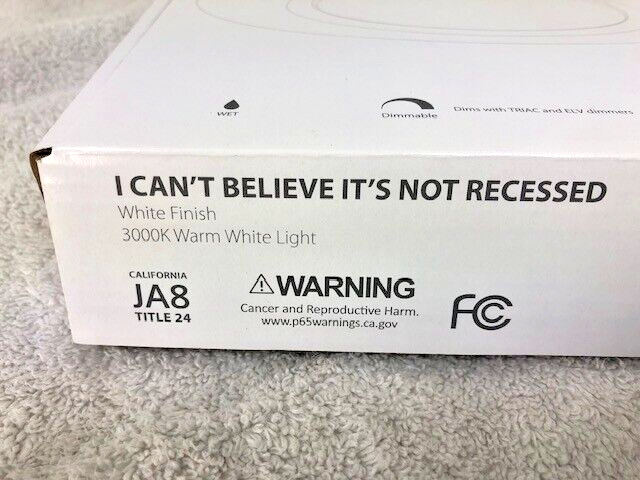 WET
Dimmable
Dims with TRIAC and ELV dimmers
I CAN'T BELIEVE IT'S NOT RECESSED
White Finish
3000K Warm White Light
CALIFORNIA
JA8
TITLE 24
⚠WARNING
Cancer and Reproductive Harm.
www.p65warnings.ca.gov
FC